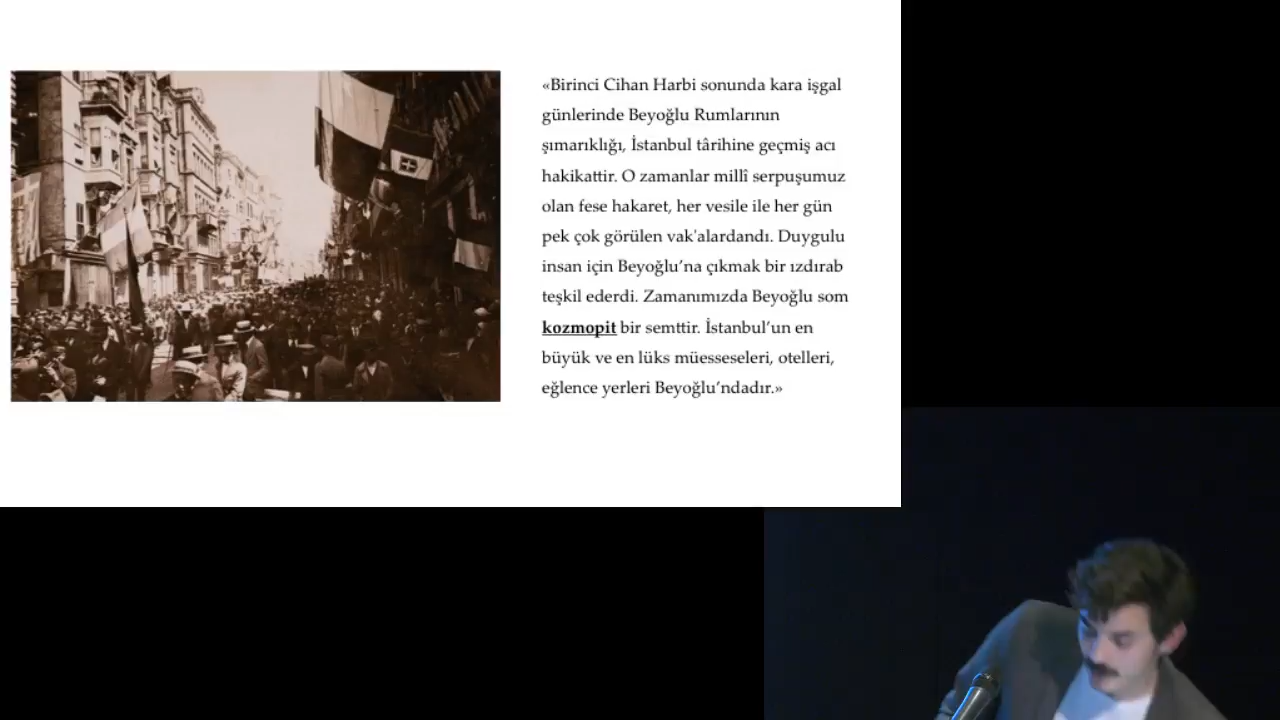 «Birinci Cihan Harbi sonunda kara işgal
günlerinde Beyoğlu Rumlarının
şımarıklığı, İstanbul târihine geçmiş acı
hakikattir. O zamanlar millî serpuşumuz
olan fese hakaret, her vesile ile her gün
pek çok görülen vak'alardandı. Duygulu
insan için Beyoğlu’na çıkmak bir ızdırab
teşkil ederdi. Zamanımızda Beyoğlu som
kozmopit bir semttir. İstanbul’un en
büyük ve en lüks müesseseleri, otelleri,
eğlence yerleri Beyoğlu’ndadır.»